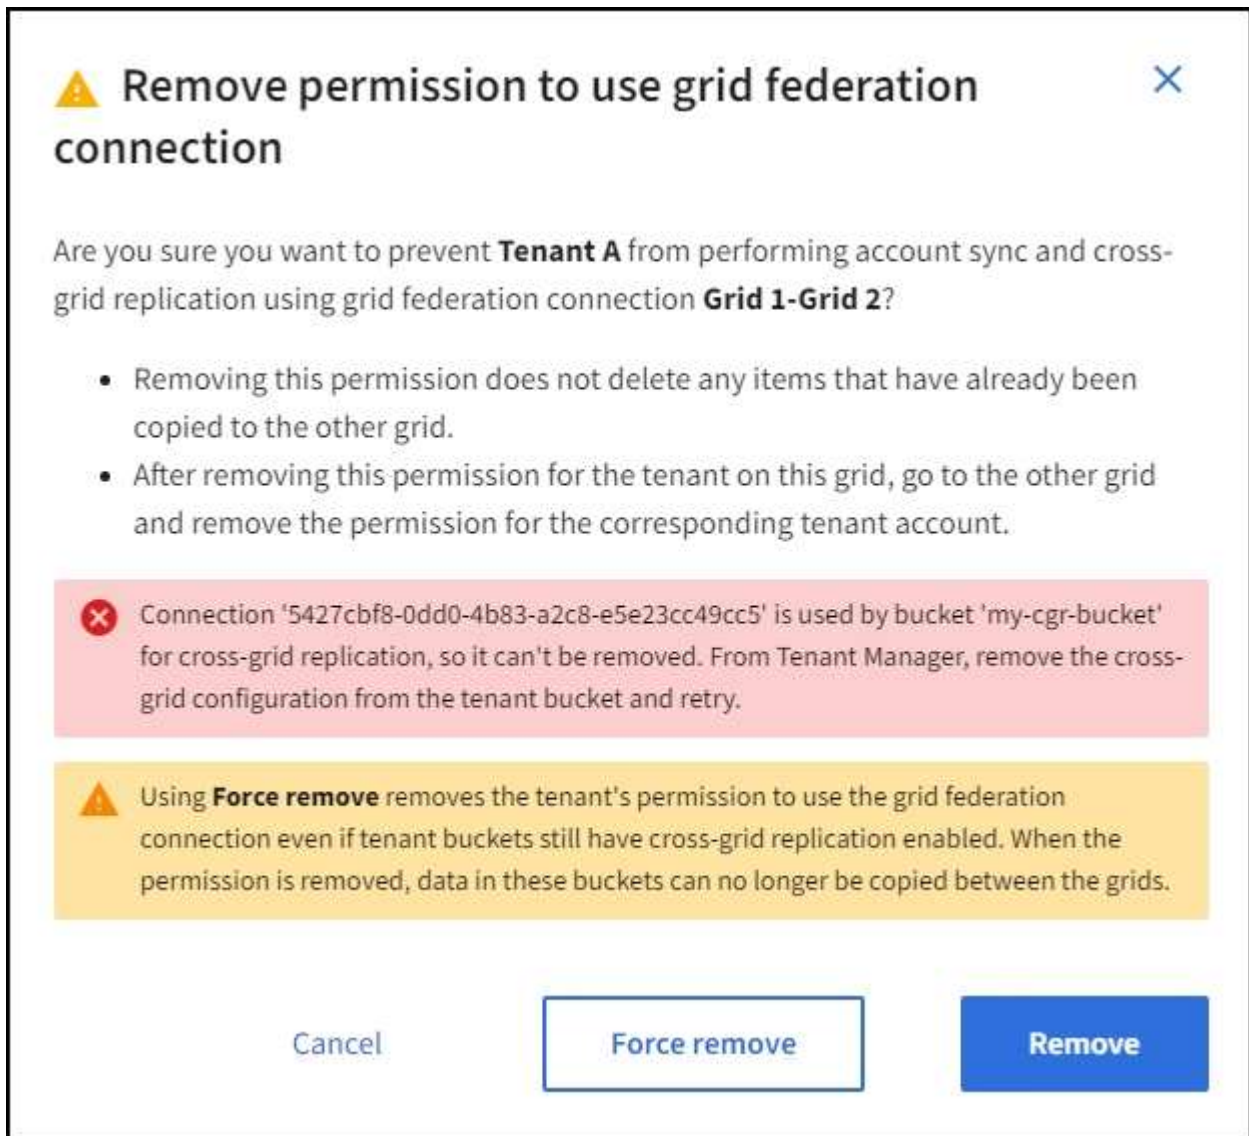 Remove permission to use grid federation
connection
Are you sure you want to prevent Tenant A from performing account sync and cross-
grid replication using grid federation connection Grid 1-Grid 2?
• Removing this permission does not delete any items that have already been
copied to the other grid.
• After removing this permission for the tenant on this grid, go to the other grid
and remove the permission for the corresponding tenant account.
Connection '5427cbf8-0dd0-4b83-a2c8-e5e23cc49cc5' is used by bucket 'my-cgr-bucket'
for cross-grid replication, so it can't be removed. From Tenant Manager, remove the cross-
grid configuration from the tenant bucket and retry.
Using Force remove removes the tenant's permission to use the grid federation
connection even if tenant buckets still have cross-grid replication enabled. When the
permission is removed, data in these buckets can no longer be copied between the grids.
Cancel
Force remove
Remove